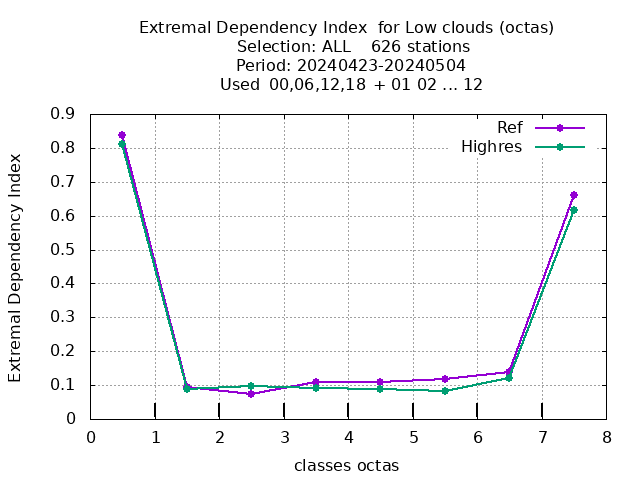 Extremal Dependency Index  for Low clouds (octas)
Selection: ALL    626 stations
Period: 20240423-20240504
Used  00,06,12,18  + 01 02 ... 12
Ref
Highres
Extremal Dependency Index
0.9
0.8
0.7
0.6
0.5
0.4
0.3
0.2
0.1
0
0 1 2 3 4 5 6 7 8
classes octas